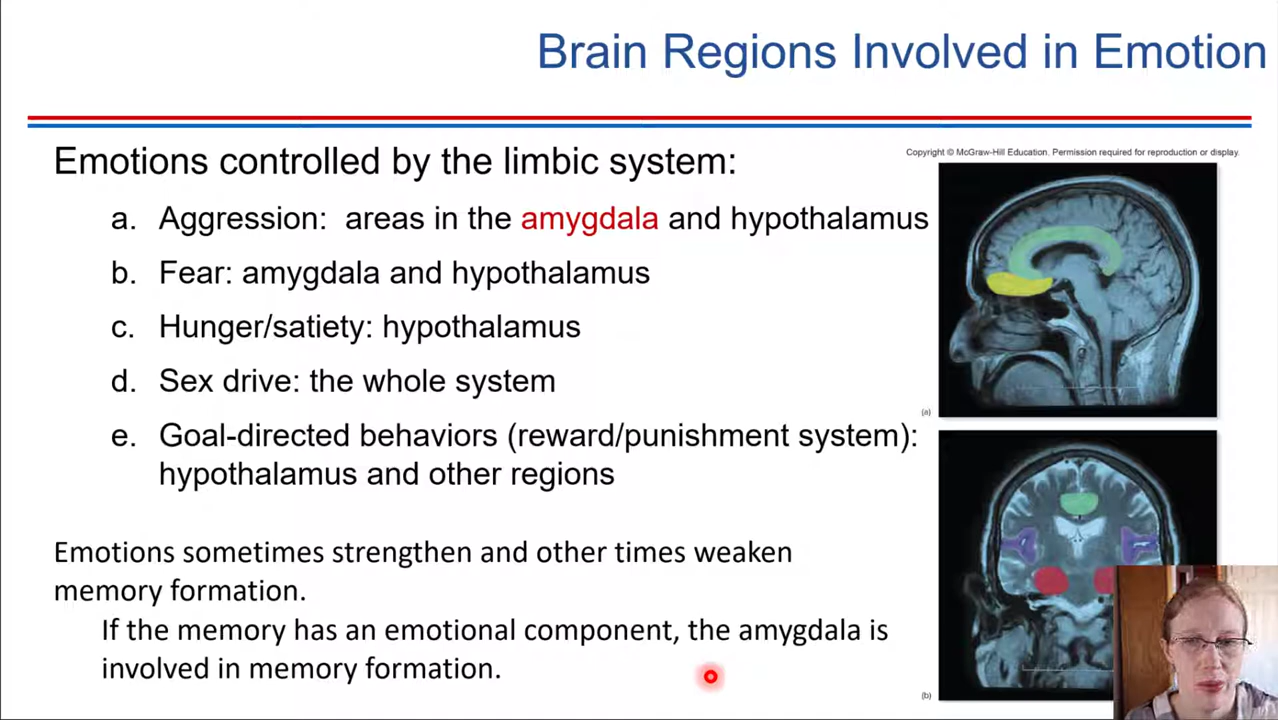 Brain Regions Involved in Emotion
Emotions controlled by the limbic system:
Copyright © McGraw-Hill Education. Permission required for reproduction or display.
a. Aggression: areas in the amygdala and hypothalamus
b. Fear: amygdala and hypothalamus
c. Hunger/satiety: hypothalamus
d. Sex drive: the whole system
(a)
e. Goal-directed behaviors (reward/punishment system):
hypothalamus and other regions
Emotions sometimes strengthen and other times weaken
memory formation.
If the memory has an emotional component, the amygdala is
involved in memory formation.
(b)